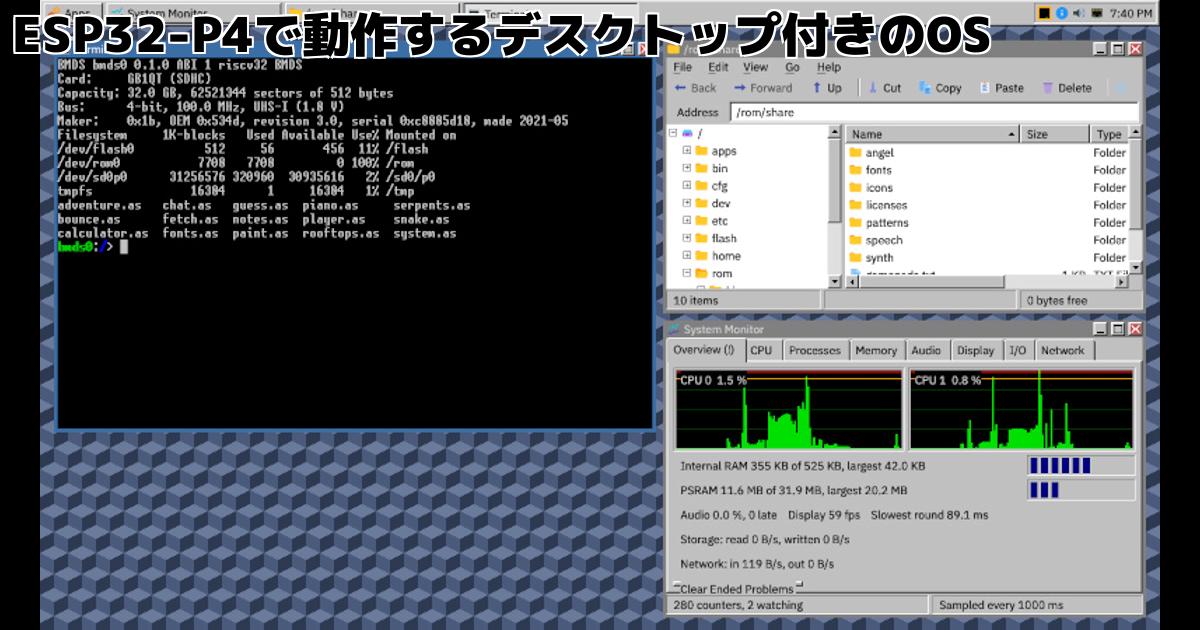 Apps System Monitor /rom/share Terminal 7:40 PM
ESP32-P4で動作するデスクトップ付きのOS
BMDS bmds0 0.1.0 ABI 1 riscv32 BMDS
Card: GB1QT (SDHC)
Capacity: 32.0 GB, 62521344 sectors of 512 bytes
Bus: 4-bit, 100.0 MHz, UHS-I (1.8 V)
Maker: 0x1b, OEM 0x534d, revision 3.0, serial 0xc8885d18, made 2021-05
Filesystem 1K-blocks Used Available Use% Mounted on
/dev/flash0 512 56 456 11% /flash
/dev/rom0 7708 7708 0 100% /rom
/dev/sd0p0 31256576 320960 30935616 2% /sd0/p0
tmpfs 16384 1 16384 1% /tmp
adventure.as chat.as guess.as piano.as serpents.as
bounce.as fetch.as notes.as player.as snake.as
calculator.as fonts.as paint.as rooftops.as system.as
bmds0:/>
File Edit View Go Help
Back Forward Up Cut Copy Paste Delete
Address /rom/share
/
apps
bin
cfg
dev
etc
flash
home
rom
Name Size Type
angel Folder
fonts Folder
icons Folder
licenses Folder
patterns Folder
speech Folder
synth Folder
10 items 0 bytes free
System Monitor
Overview (!) CPU Processes Memory Audio Display I/O Network
CPU 0 1.5 % CPU 1 0.8 %
Internal RAM 355 KB of 525 KB, largest 42.0 KB
PSRAM 11.6 MB of 31.9 MB, largest 20.2 MB
Audio 0.0 %, 0 late Display 59 fps Slowest round 89.1 ms
Storage: read 0 B/s, written 0 B/s
Network: in 119 B/s, out 0 B/s
Clear Ended Problems
280 counters, 2 watching Sampled every 1000 ms